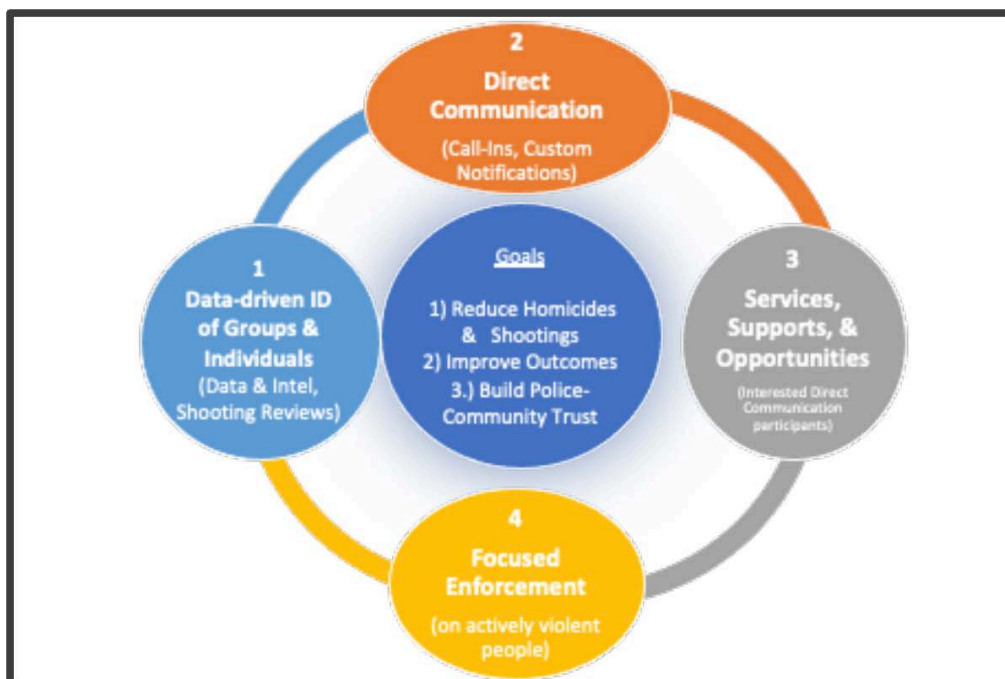 2
Direct
Communication
(Call-Ins, Custom
Notifications)
1
Data-driven ID
of Groups &
Individuals
(Data & Intel,
Shooting Reviews)
Goals
1) Reduce Homicides
& Shootings
2) Improve Outcomes
3.) Build Police-
Community Trust
3
Services,
Supports, &
Opportunities
(Interested Direct
Communication
participants)
4
Focused
Enforcement
(on actively violent
people)